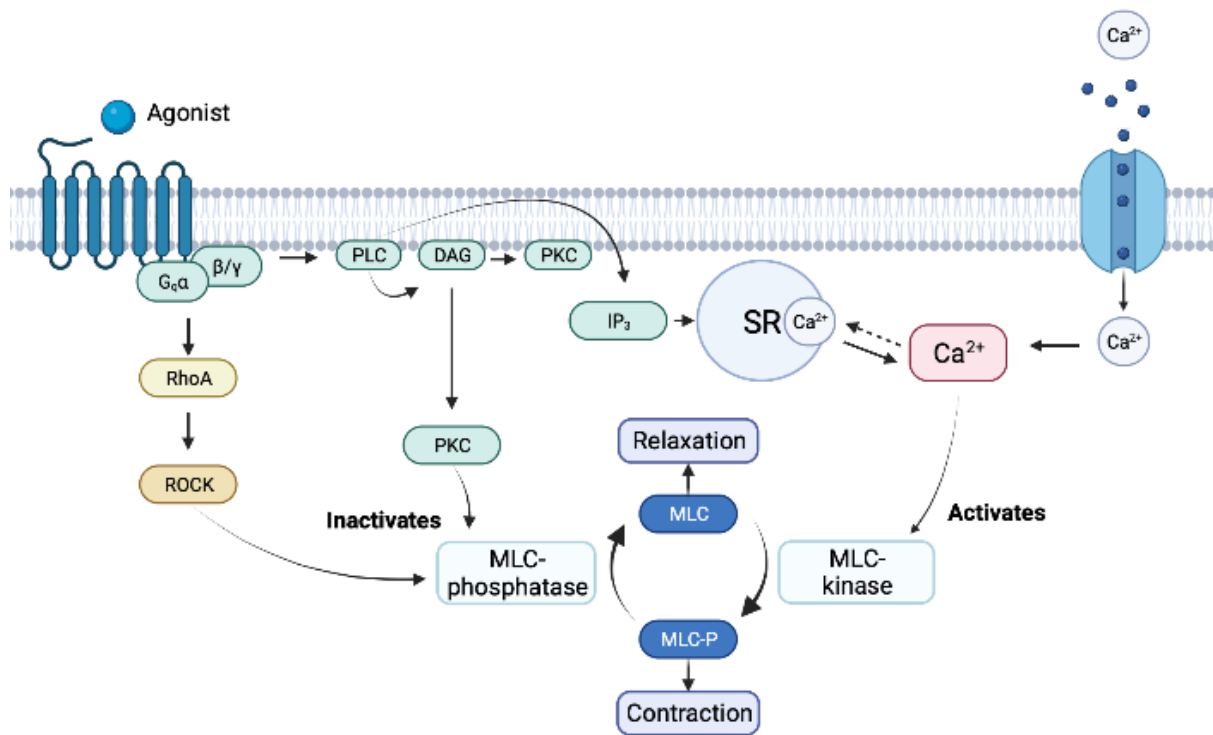 Ca²⁺
Agonist
β/γ
Gqα
PLC
DAG
PKC
IP₃
SR
Ca²⁺
Ca²⁺
Ca²⁺
RhoA
PKC
Relaxation
ROCK
MLC
Inactivates
Activates
MLC-
phosphatase
MLC-
kinase
MLC-P
Contraction